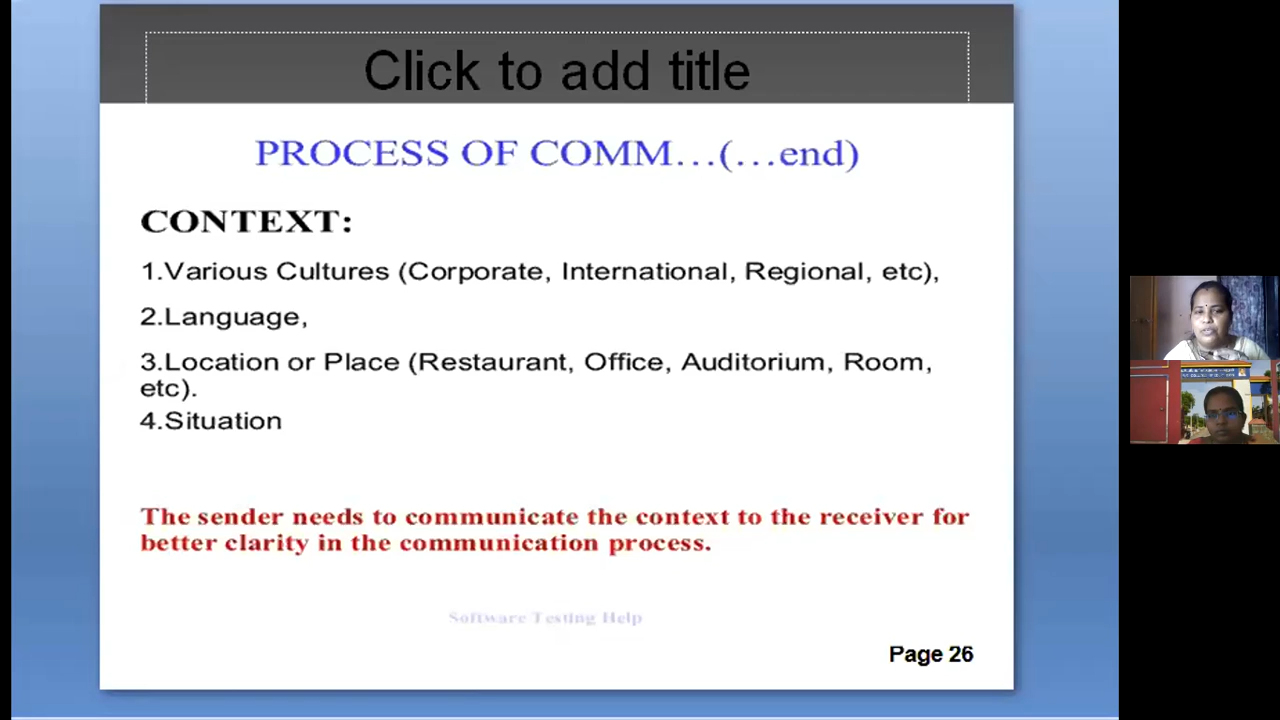 Click to add title
PROCESS OF COMM…(…end)
CONTEXT:
1.Various Cultures (Corporate, International, Regional, etc),
2.Language,
3.Location or Place (Restaurant, Office, Auditorium, Room,
etc).
4.Situation
The sender needs to communicate the context to the receiver for
better clarity in the communication process.
Software Testing Help
Page 26